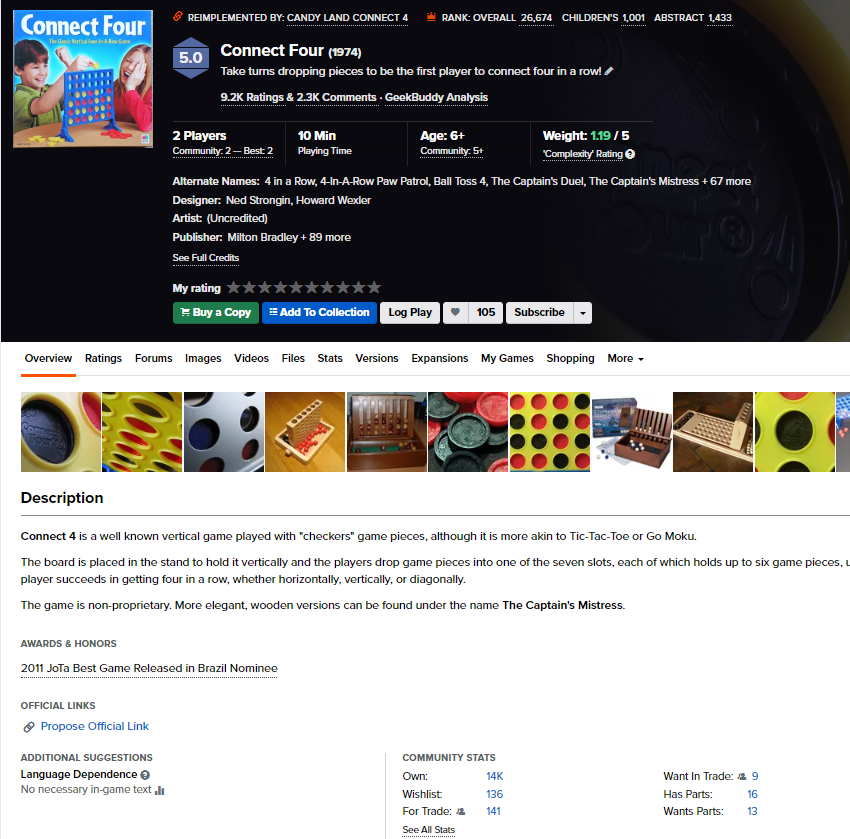 Connect Four
The Classic Vertical Four-In-A-Row Game
REIMPLEMENTED BY: CANDY LAND CONNECT 4 RANK: OVERALL 26,674 CHILDREN'S 1,001 ABSTRACT 1,433
5.0
Connect Four (1974)
Take turns dropping pieces to be the first player to connect four in a row!
9.2K Ratings & 2.3K Comments · GeekBuddy Analysis
2 Players 10 Min Age: 6+ Weight: 1.19 / 5
Community: 2 — Best: 2 Playing Time Community: 5+ 'Complexity' Rating
Alternate Names: 4 in a Row, 4-In-A-Row Paw Patrol, Ball Toss 4, The Captain's Duel, The Captain's Mistress + 67 more
Designer: Ned Strongin, Howard Wexler
Artist: (Uncredited)
Publisher: Milton Bradley + 89 more
See Full Credits
My rating
Buy a Copy Add To Collection Log Play 105 Subscribe
Overview Ratings Forums Images Videos Files Stats Versions Expansions My Games Shopping More
Description
Connect 4 is a well known vertical game played with "checkers" game pieces, although it is more akin to Tic-Tac-Toe or Go Moku.
The board is placed in the stand to hold it vertically and the players drop game pieces into one of the seven slots, each of which holds up to six game pieces, u
player succeeds in getting four in a row, whether horizontally, vertically, or diagonally.
The game is non-proprietary. More elegant, wooden versions can be found under the name The Captain's Mistress.
AWARDS & HONORS
2011 JoTa Best Game Released in Brazil Nominee
OFFICIAL LINKS
Propose Official Link
ADDITIONAL SUGGESTIONS
Language Dependence
No necessary in-game text
COMMUNITY STATS
Own: 14K Want In Trade: 9
Wishlist: 136 Has Parts: 16
For Trade: 141 Wants Parts: 13
See All Stats